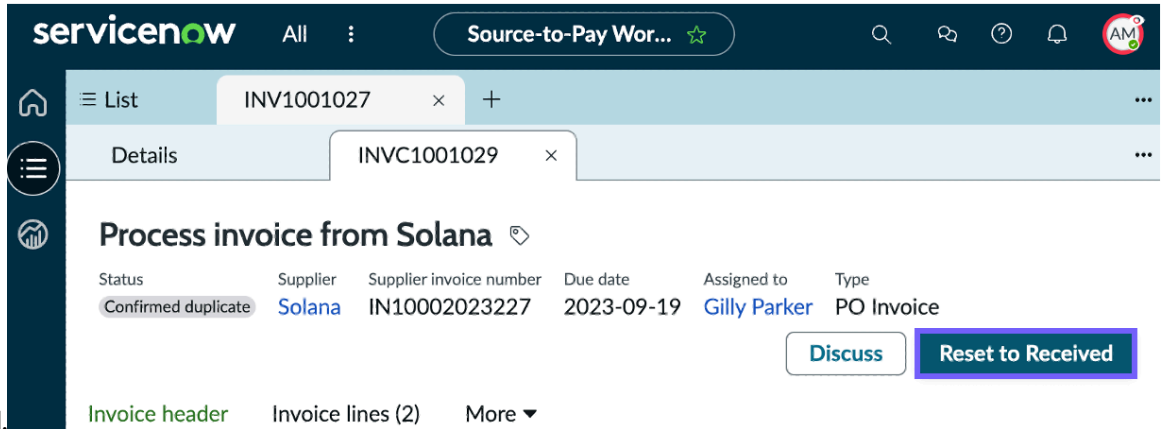 servicenow All Source-to-Pay Wor... AM
List INV1001027
Details INVC1001029
Process invoice from Solana
Status Supplier Supplier invoice number Due date Assigned to Type
Confirmed duplicate Solana IN10002023227 2023-09-19 Gilly Parker PO Invoice
Discuss Reset to Received
Invoice header Invoice lines (2) More